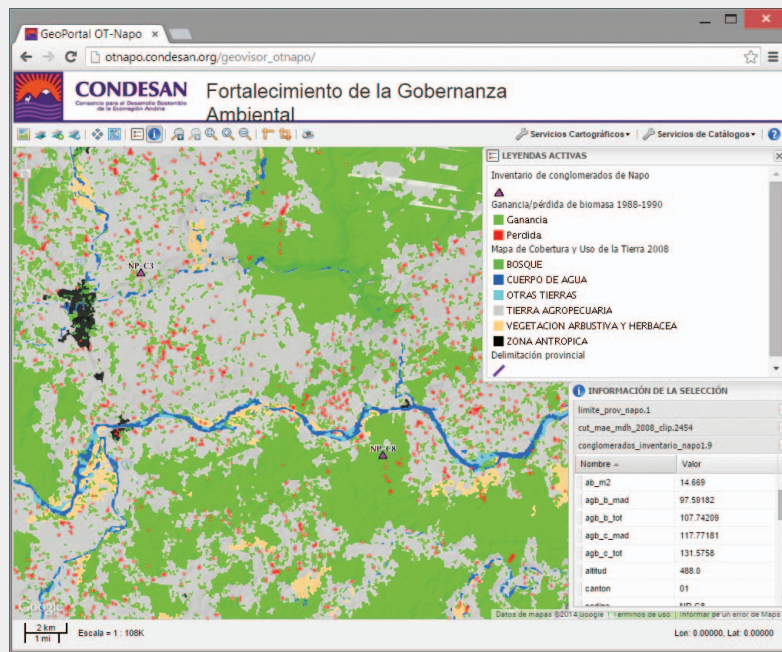 GeoPortal OT-Napo
otnapo.condesan.org/geovisor_otnapo/
CONDESAN
Consorcio para el Desarrollo Sostenible
de la Ecorregión Andina
Fortalecimiento de la Gobernanza
Ambiental
Servicios Cartográficos
Servicios de Catálogos
LEYENDAS ACTIVAS
Inventario de conglomerados de Napo
Ganancia/pérdida de biomasa 1988-1990
Ganancia
Perdida
Mapa de Cobertura y Uso de la Tierra 2008
BOSQUE
CUERPO DE AGUA
OTRAS TIERRAS
TIERRA AGROPECUARIA
VEGETACION ARBUSTIVA Y HERBACEA
ZONA ANTROPICA
Delimitación provincial
NP_C3
NP_C8
INFORMACIÓN DE LA SELECCIÓN
limite_prov_napo.1
cut_mae_mdh_2008_clip.2454
conglomerados_inventario_napo1.9
Nombre Valor
ab_m2 14.669
agb_b_mad 97.59182
agb_b_tot 107.74209
agb_c_mad 117.77181
agb_c_tot 131.5758
altitud 488.0
canton 01
codigo NP_C8
Google
Datos de mapas ©2014 Google Términos de uso Informar de un error de Maps
2 km
1 mi
Escala = 1 : 108K
Lon: 0.00000, Lat: 0.00000